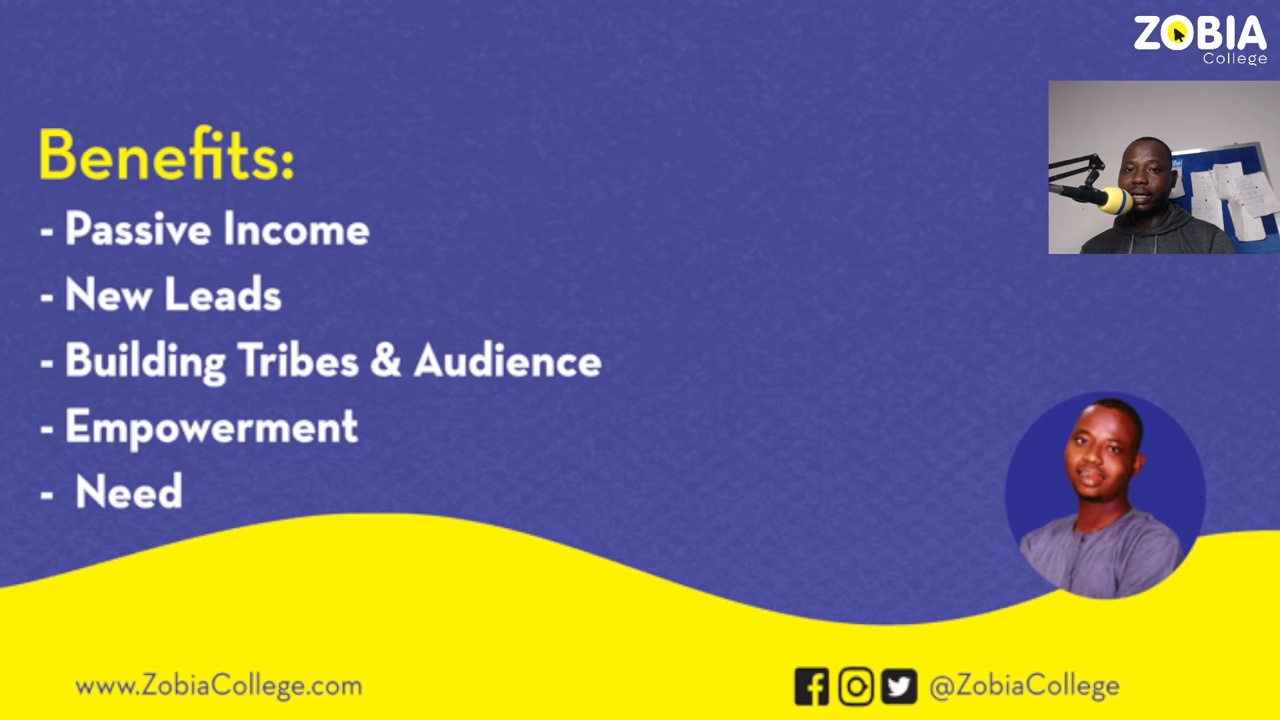 ZOBIA
College
Benefits:
- Passive Income
- New Leads
- Building Tribes & Audience
- Empowerment
- Need
www.ZobiaCollege.com
@ZobiaCollege